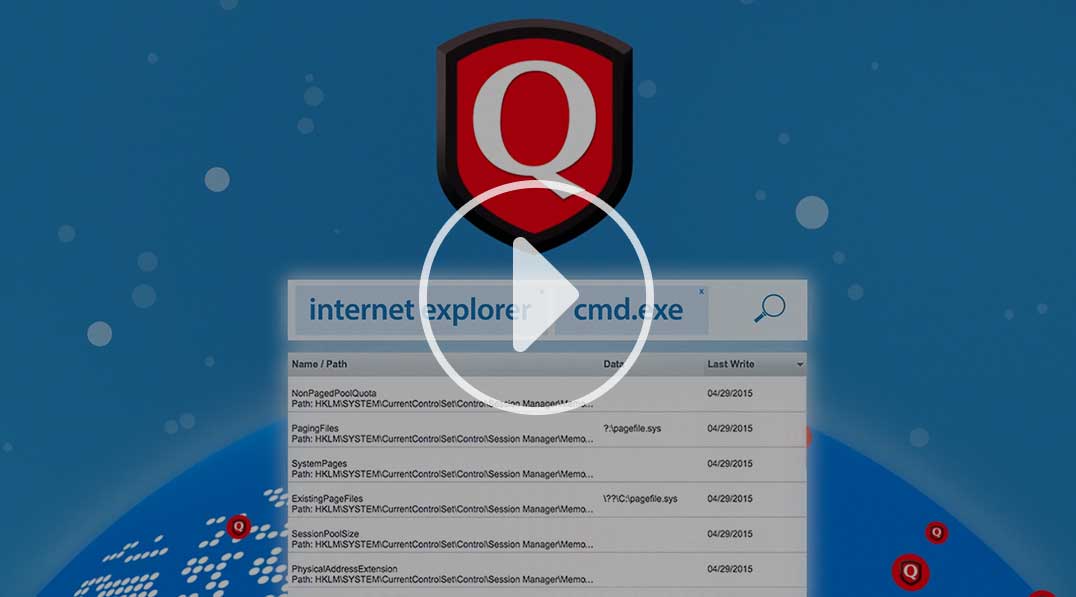 Q
internet explorer x cmd.exe x
Name / Path Data Last Write
NonPagedPoolQuota 04/29/2015
Path: HKLM\SYSTEM\CurrentControlSet\Control\Session Manager\Memo...
PagingFiles ?:\pagefile.sys 04/29/2015
Path: HKLM\SYSTEM\CurrentControlSet\Control\Session Manager\Memo...
SystemPages 04/29/2015
Path: HKLM\SYSTEM\CurrentControlSet\Control\Session Manager\Memo...
ExistingPageFiles \??\C:\pagefile.sys 04/29/2015
Path: HKLM\SYSTEM\CurrentControlSet\Control\Session Manager\Memo...
SessionPoolSize 04/29/2015
Path: HKLM\SYSTEM\CurrentControlSet\Control\Session Manager\Memo...
PhysicalAddressExtension 04/29/2015
Path: HKLM\SYSTEM\CurrentControlSet\Control\Session Manager\Memo...
Q
Q
Q